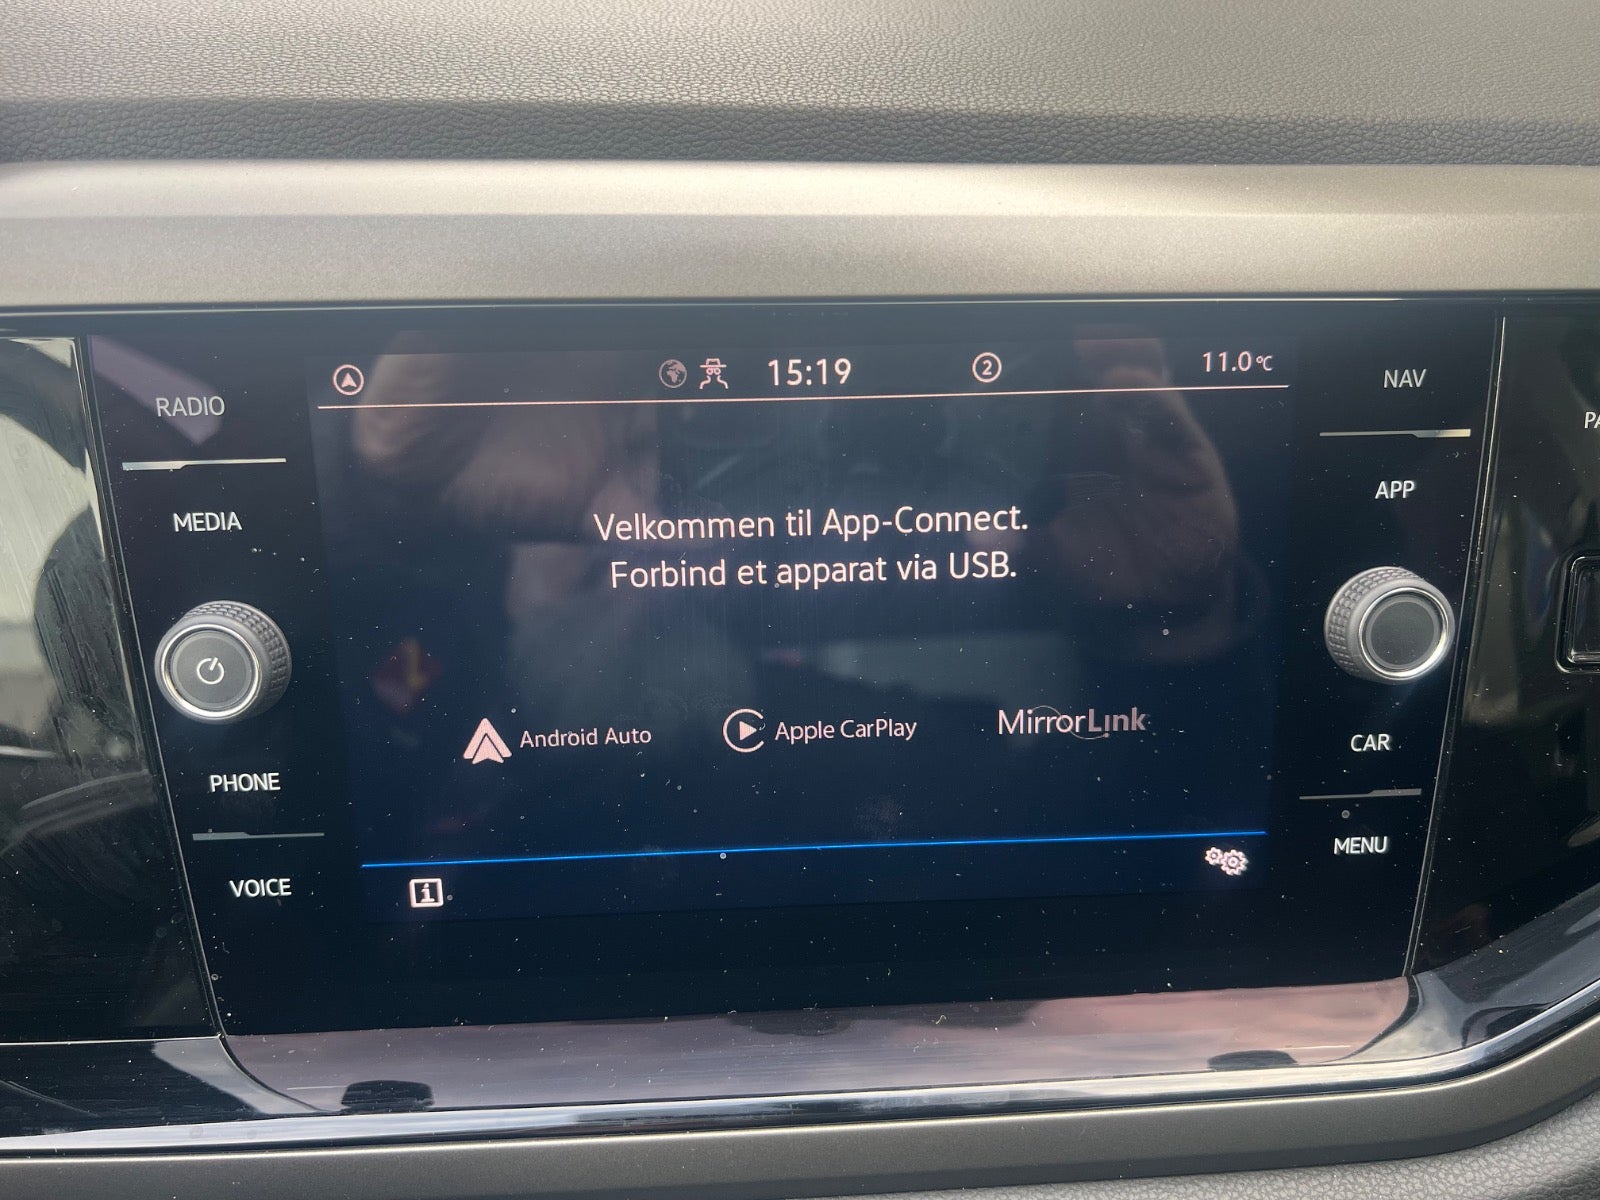 RADIO
MEDIA
PHONE
VOICE
15:19
2
11.0°C
Velkommen til App-Connect.
Forbind et apparat via USB.
Android Auto
Apple CarPlay
MirrorLink
i
NAV
APP
CAR
MENU